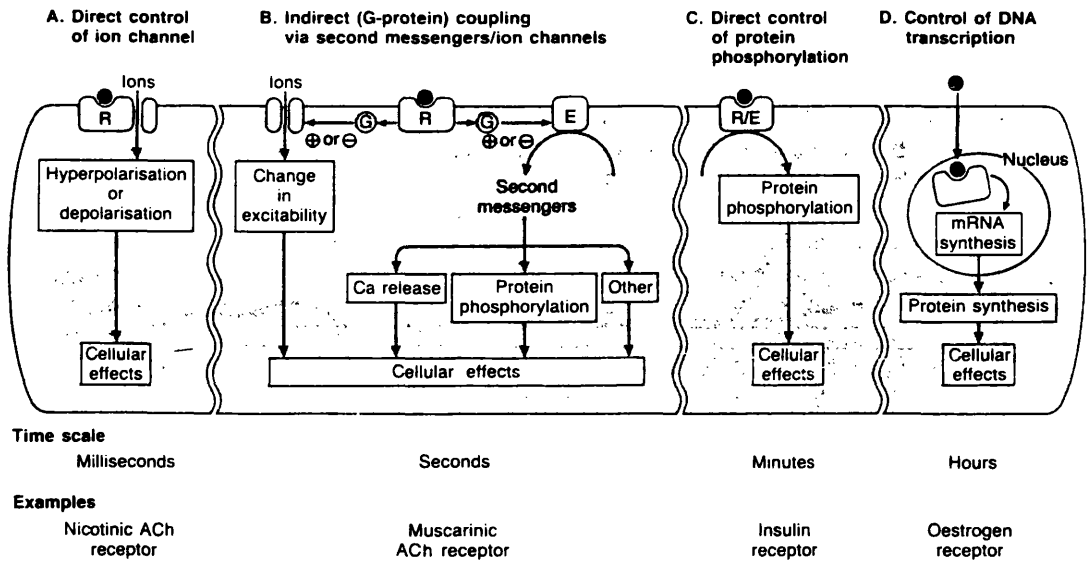 A. Direct control
of ion channel
B. Indirect (G-protein) coupling
via second messengers/ion channels
C. Direct control
of protein
phosphorylation
D. Control of DNA
transcription
Ions
R
Hyperpolarisation
or
depolarisation
Cellular
effects
Ions
G
R
G
E
⊕ or ⊖
⊕ or ⊖
Change
in
excitability
Second
messengers
Ca release
Protein
phosphorylation
Other
Cellular effects
R/E
Protein
phosphorylation
Cellular
effects
Nucleus
mRNA
synthesis
Protein synthesis
Cellular
effects
Time scale
Milliseconds
Seconds
Minutes
Hours
Examples
Nicotinic ACh
receptor
Muscarinic
ACh receptor
Insulin
receptor
Oestrogen
receptor